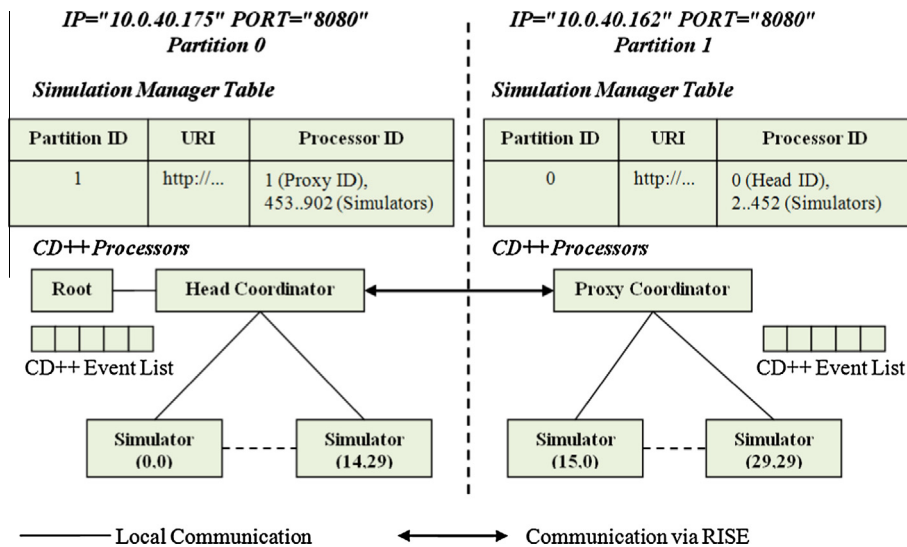 IP="10.0.40.175" PORT="8080"
Partition 0
Simulation Manager Table
Partition ID URI Processor ID
1 http://... 1 (Proxy ID),
453..902 (Simulators)
CD++ Processors
Root
Head Coordinator
CD++ Event List
Simulator
(0,0)
Simulator
(14,29)
IP="10.0.40.162" PORT="8080"
Partition 1
Simulation Manager Table
Partition ID URI Processor ID
0 http://... 0 (Head ID),
2..452 (Simulators)
CD++ Processors
Proxy Coordinator
CD++ Event List
Simulator
(15,0)
Simulator
(29,29)
Local Communication
Communication via RISE